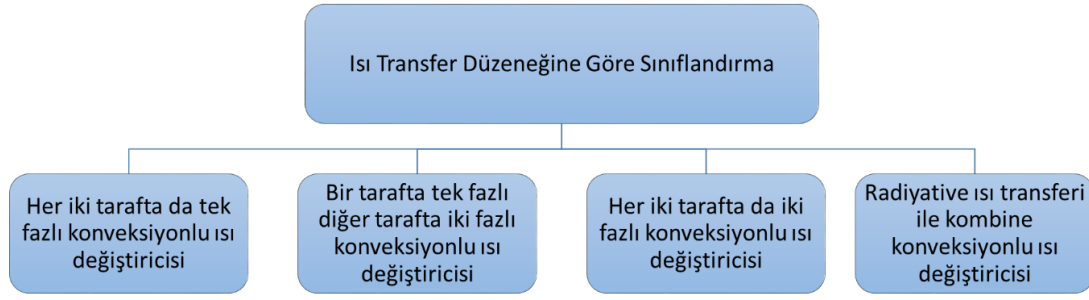 Isı Transfer Düzeneğine Göre Sınıflandırma
Her iki tarafta da tek
fazlı konveksiyonlu ısı
değiştiricisi
Bir tarafta tek fazlı
diğer tarafta iki fazlı
konveksiyonlu ısı
değiştiricisi
Her iki tarafta da iki
fazlı konveksiyonlu ısı
değiştiricisi
Radiyative ısı transferi
ile kombine
konveksiyonlu ısı
değiştiricisi